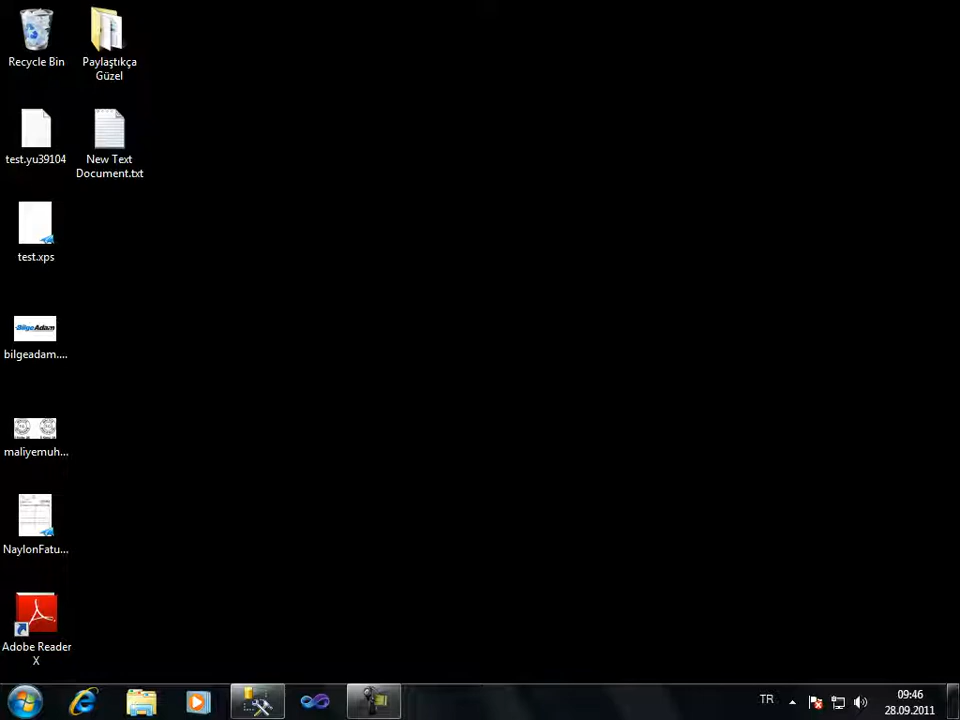 Recycle Bin
Paylaştıkça
Güzel
test.yu39104
New Text
Document.txt
test.xps
BilgeAdam
bilgeadam....
maliyemuh...
NaylonFatu...
Adobe Reader
X
TR
09:46
28.09.2011